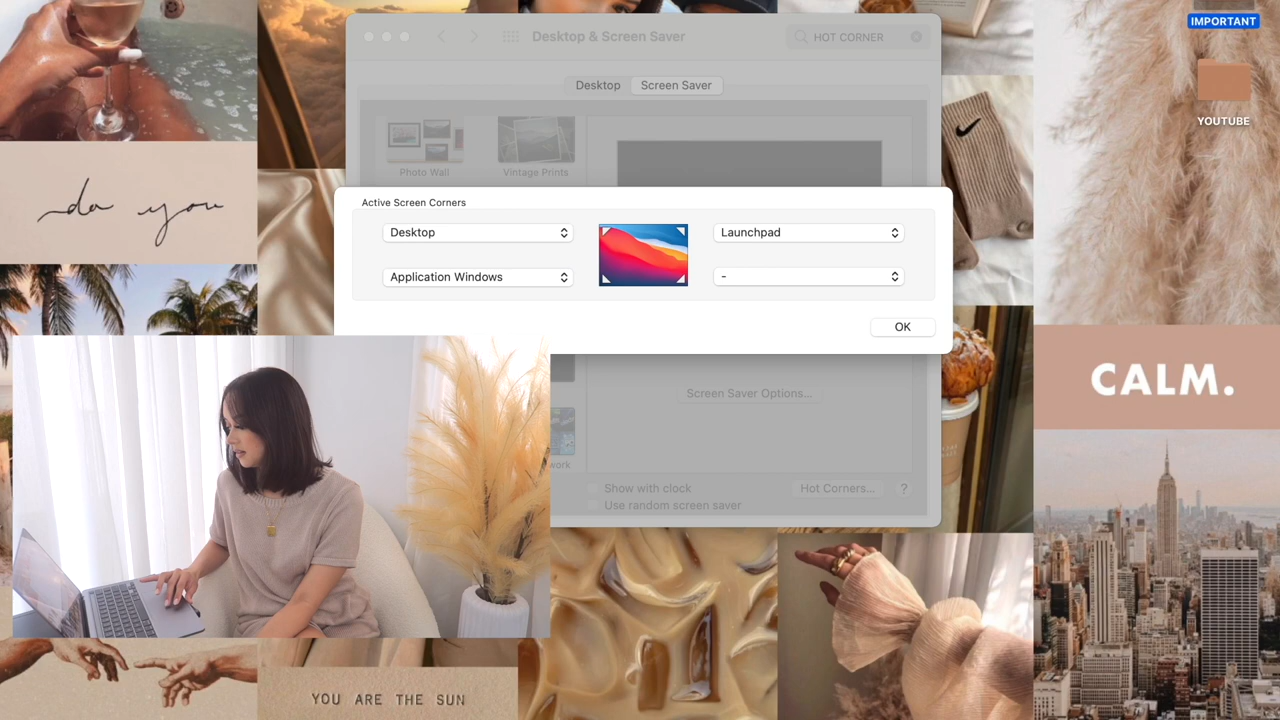 IMPORTANT
Desktop & Screen Saver
HOT CORNER
Desktop
Screen Saver
YOUTUBE
Photo Wall
Vintage Prints
do you
Active Screen Corners
Desktop
Launchpad
Application Windows
-
OK
CALM.
Screen Saver Options...
work
Show with clock
Hot Corners...
?
Use random screen saver
YOU ARE THE SUN